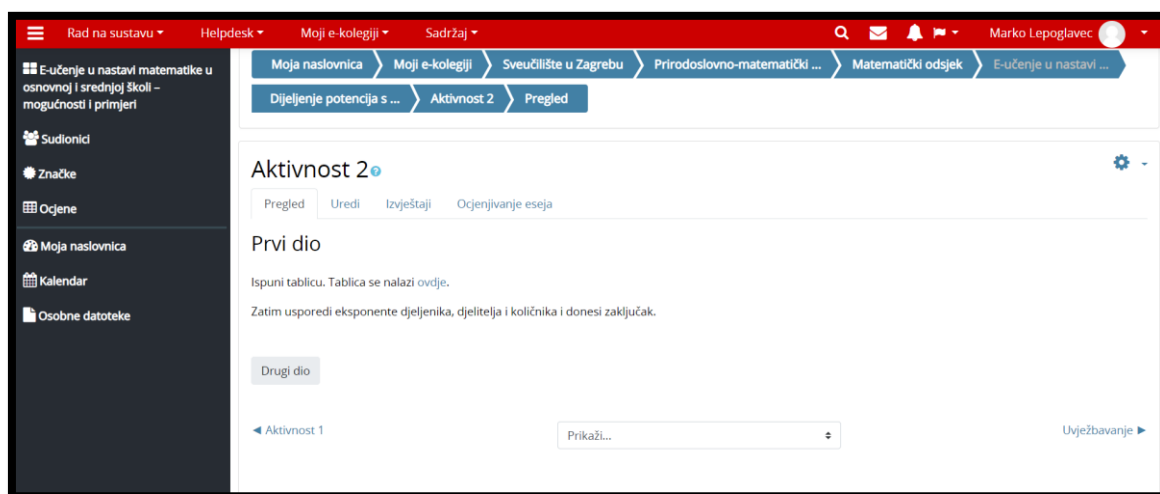 Rad na sustavu Helpdesk Moji e-kolegiji Sadržaj Marko Lepoglavec
E-učenje u nastavi matematike u
osnovnoj i srednjoj školi –
mogućnosti i primjeri
Sudionici
Značke
Ocjene
Moja naslovnica
Kalendar
Osobne datoteke
Moja naslovnica Moji e-kolegiji Sveučilište u Zagrebu Prirodoslovno-matematički ... Matematički odsjek E-učenje u nastavi ...
Dijeljenje potencija s ... Aktivnost 2 Pregled
Aktivnost 2
Pregled Uredi Izvještaji Ocjenjivanje eseja
Prvi dio
Ispuni tablicu. Tablica se nalazi ovdje.
Zatim usporedi eksponente djeljenika, djelitelja i količnika i donesi zaključak.
Drugi dio
◄ Aktivnost 1 Prikaži... Uvježbavanje ►